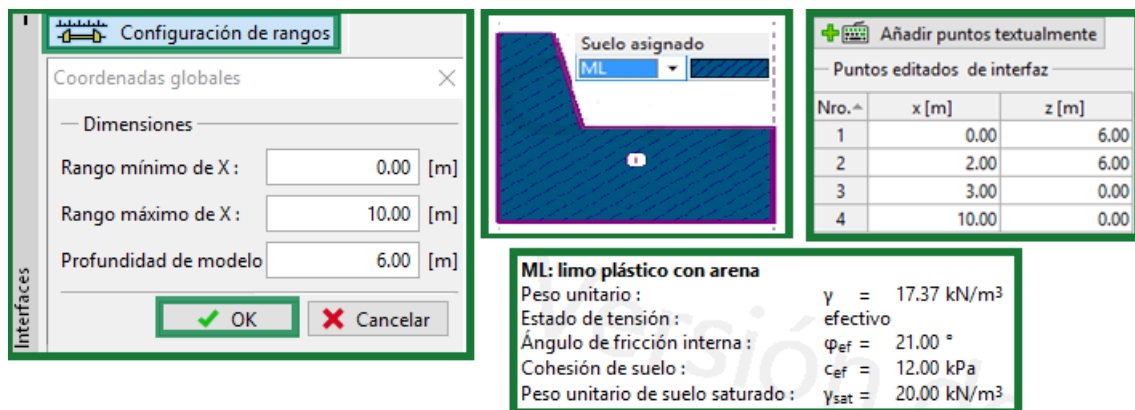 Configuración de rangos
Coordenadas globales
Dimensiones
Rango mínimo de X : 0.00 [m]
Rango máximo de X : 10.00 [m]
Profundidad de modelo 6.00 [m]
OK Cancelar
Interfaces
Suelo asignado
ML
1
Añadir puntos textualmente
Puntos editados de interfaz
Nro. x [m] z [m]
1 0.00 6.00
2 2.00 6.00
3 3.00 0.00
4 10.00 0.00
ML: limo plástico con arena
Peso unitario : γ = 17.37 kN/m³
Estado de tensión : efectivo
Ángulo de fricción interna : φef = 21.00 °
Cohesión de suelo : cef = 12.00 kPa
Peso unitario de suelo saturado : γsat = 20.00 kN/m³
Versión de